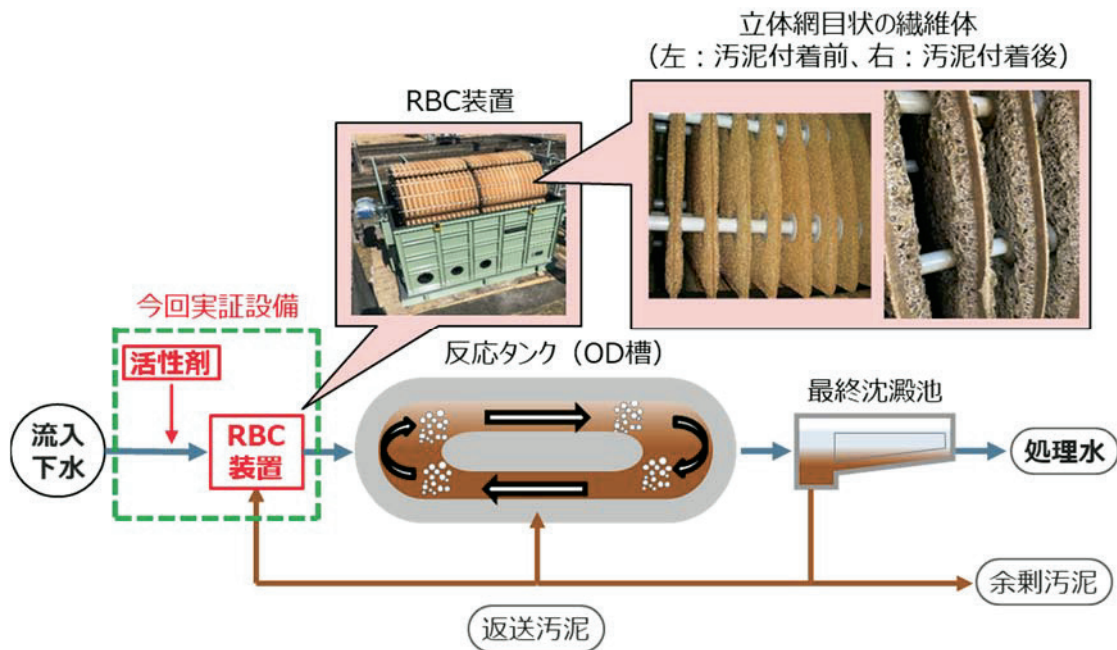 立体網目状の繊維体
（左：汚泥付着前、右：汚泥付着後）
RBC装置
今回実証設備
活性剤
反応タンク（OD槽）
最終沈澱池
流入
下水
RBC
装置
処理水
余剰汚泥
返送汚泥